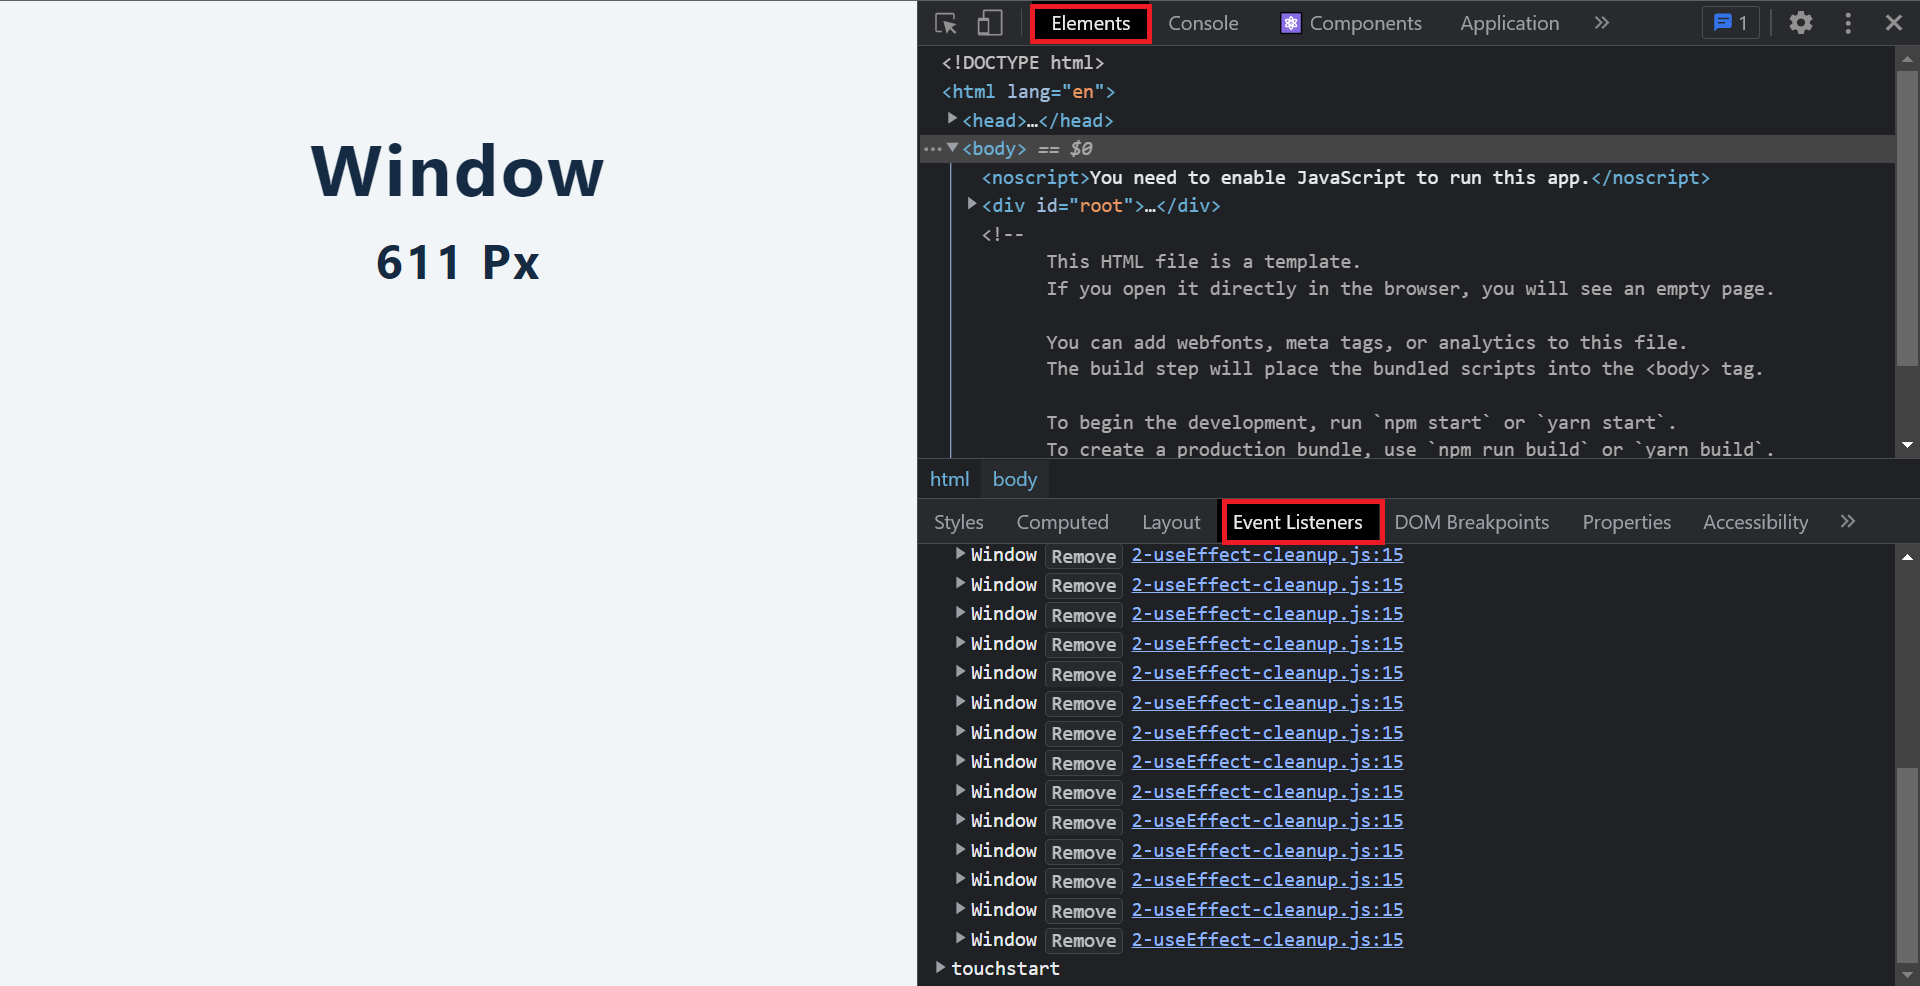 Window
611 Px
Elements Console Components Application » 1
<!DOCTYPE html>
<html lang="en">
<head>…</head>
··· <body> == $0
<noscript>You need to enable JavaScript to run this app.</noscript>
<div id="root">…</div>
<!--
This HTML file is a template.
If you open it directly in the browser, you will see an empty page.
You can add webfonts, meta tags, or analytics to this file.
The build step will place the bundled scripts into the <body> tag.
To begin the development, run `npm start` or `yarn start`.
To create a production bundle, use `npm run build` or `yarn build`.
html body
Styles Computed Layout Event Listeners DOM Breakpoints Properties Accessibility »
Window Remove 2-useEffect-cleanup.js:15
Window Remove 2-useEffect-cleanup.js:15
Window Remove 2-useEffect-cleanup.js:15
Window Remove 2-useEffect-cleanup.js:15
Window Remove 2-useEffect-cleanup.js:15
Window Remove 2-useEffect-cleanup.js:15
Window Remove 2-useEffect-cleanup.js:15
Window Remove 2-useEffect-cleanup.js:15
Window Remove 2-useEffect-cleanup.js:15
Window Remove 2-useEffect-cleanup.js:15
Window Remove 2-useEffect-cleanup.js:15
Window Remove 2-useEffect-cleanup.js:15
Window Remove 2-useEffect-cleanup.js:15
Window Remove 2-useEffect-cleanup.js:15
touchstart